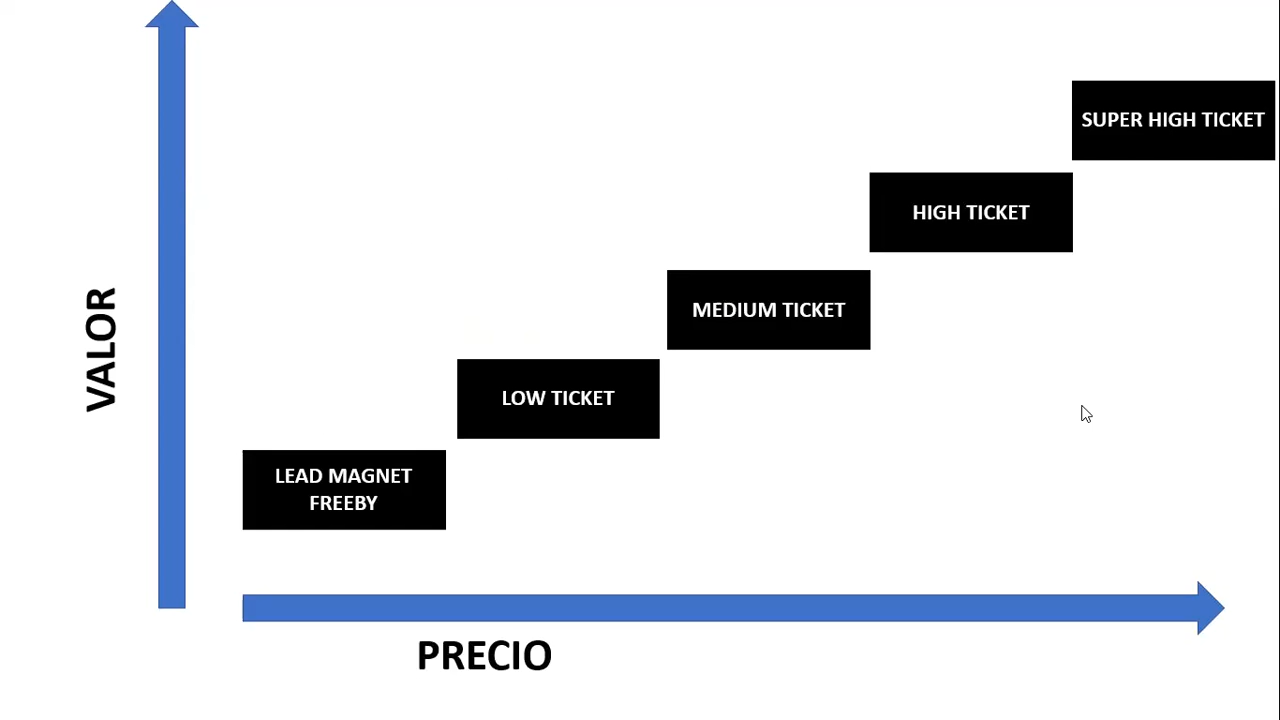 SUPER HIGH TICKET
HIGH TICKET
MEDIUM TICKET
LOW TICKET
LEAD MAGNET
FREEBY
VALOR
PRECIO